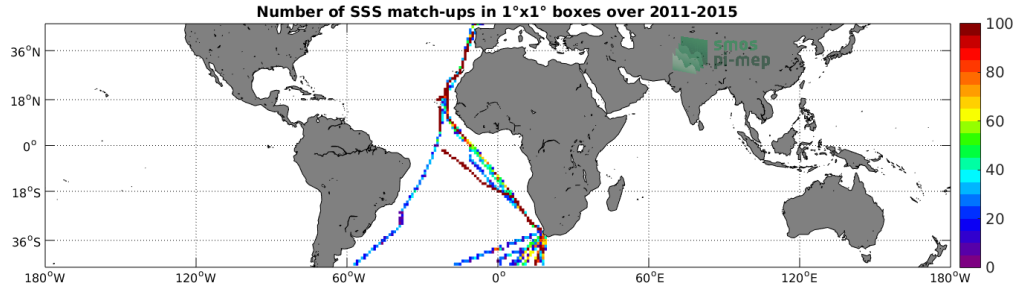 Number of SSS match-ups in 1°x1° boxes over 2011-2015
smos
pi-mep
36°N
18°N
0°
18°S
36°S
180°W
120°W
60°W
0°
60°E
120°E
180°W
100
80
60
40
20
0